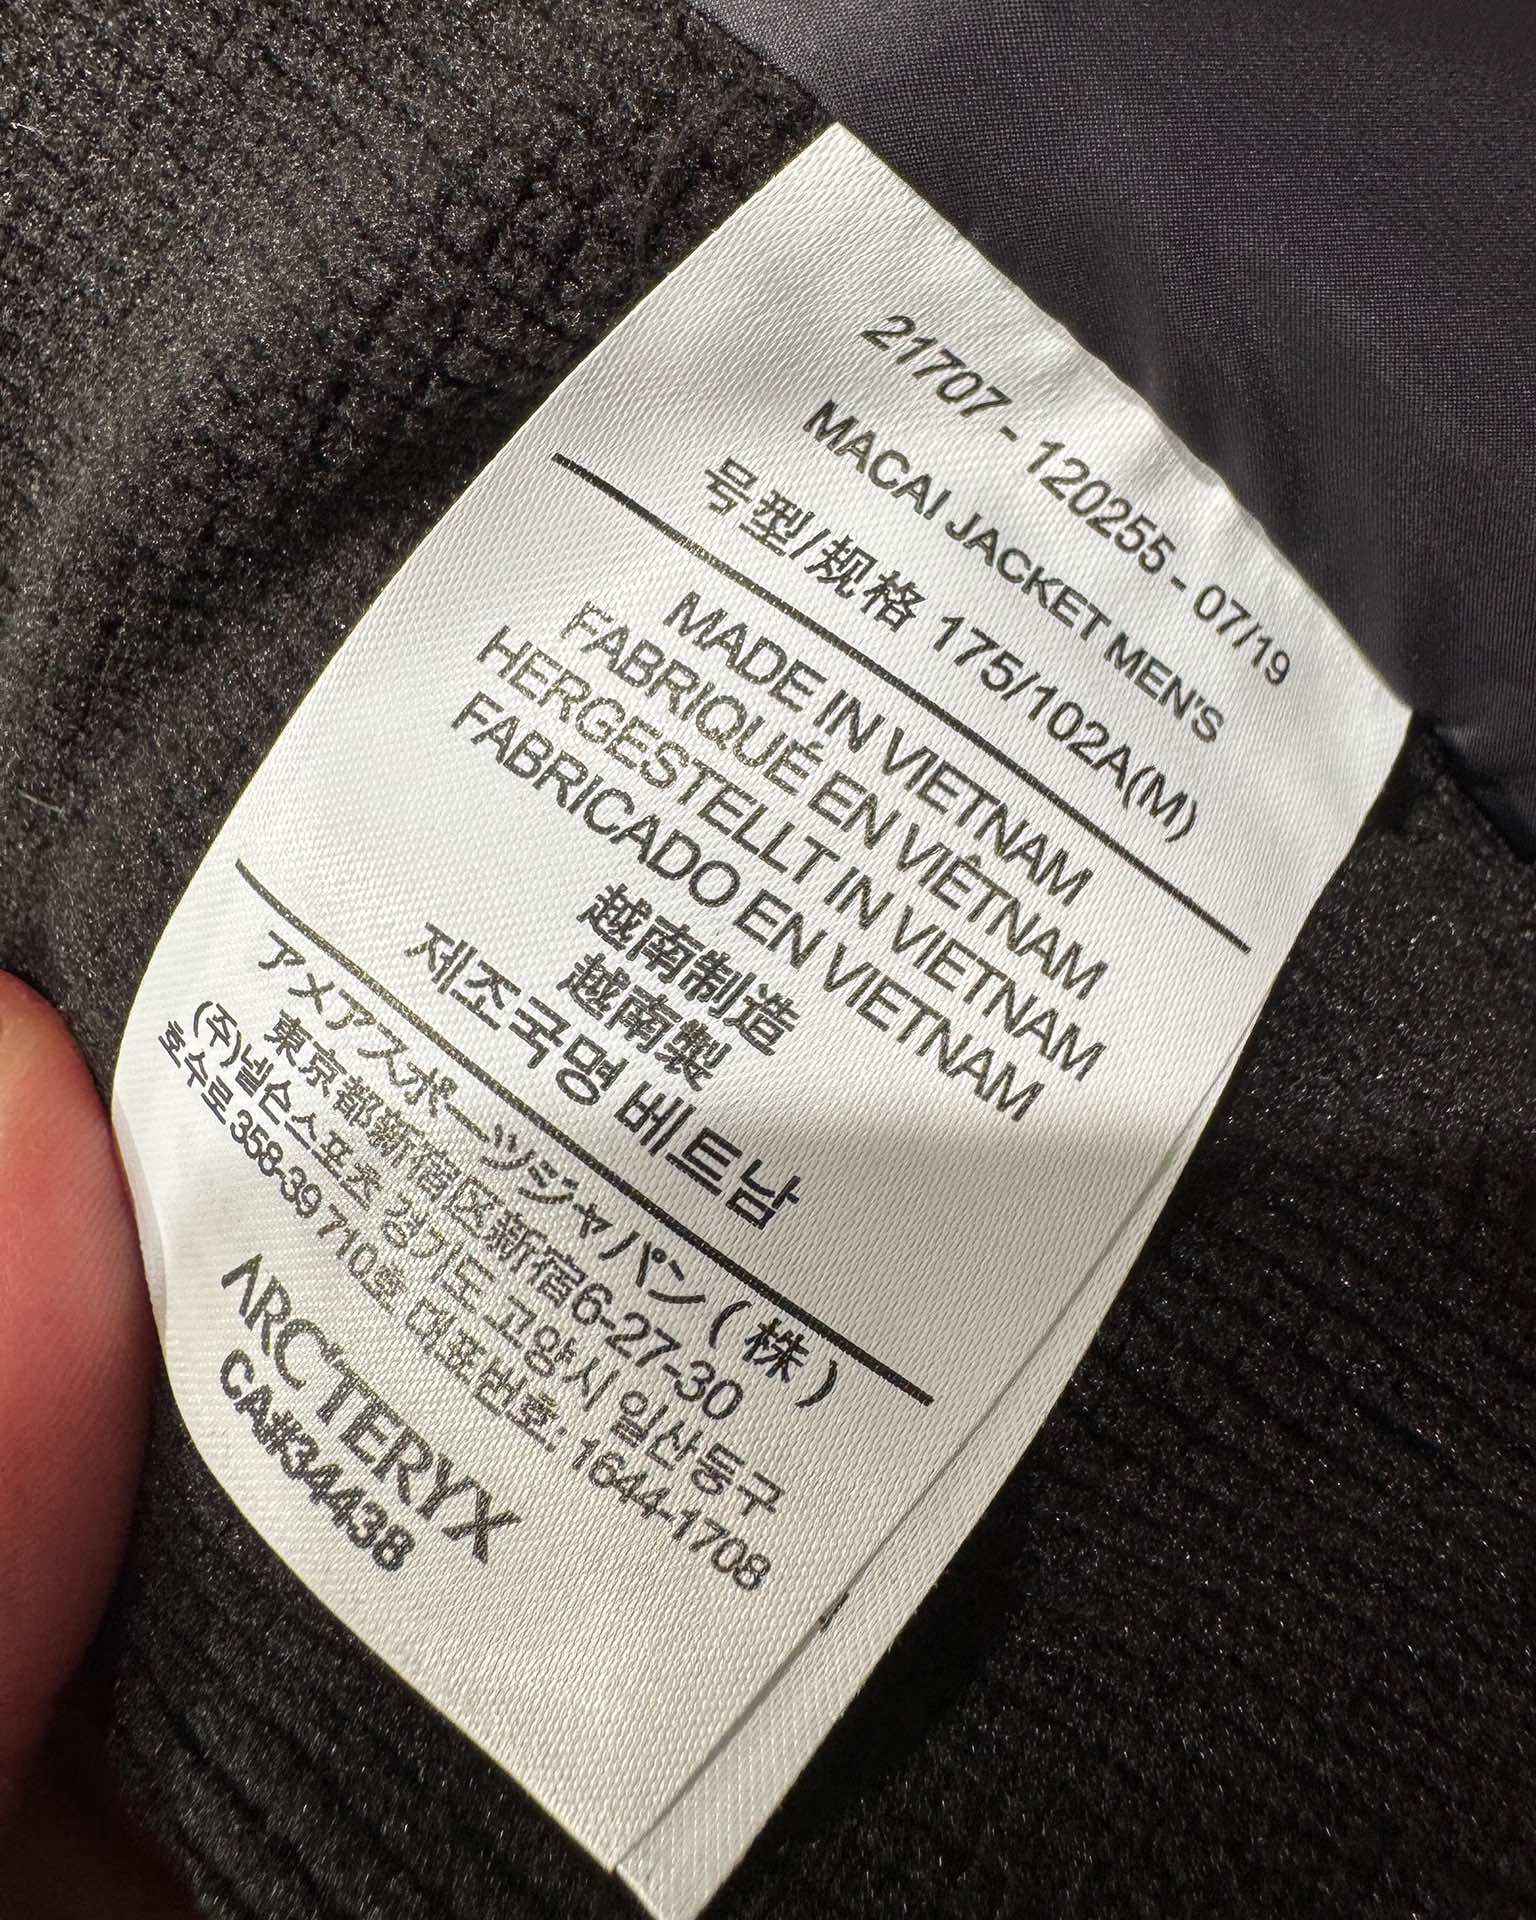 21707 - 120255 - 07/19
MACAI JACKET MEN'S
号型/规格 175/102A(M)
MADE IN VIETNAM
FABRIQUÉ EN VIÊTNAM
HERGESTELLT IN VIETNAM
FABRICADO EN VIETNAM
越南制造
越南製
제조국명 베트남
アメアスポーツジャパン（株）
東京都新宿区新宿6-27-30
(주)넬슨스포츠 경기도 고양시 일산동구
호수로 358-39 710호 대표번호. 1644-1708
ARC'TERYX
CA#34438